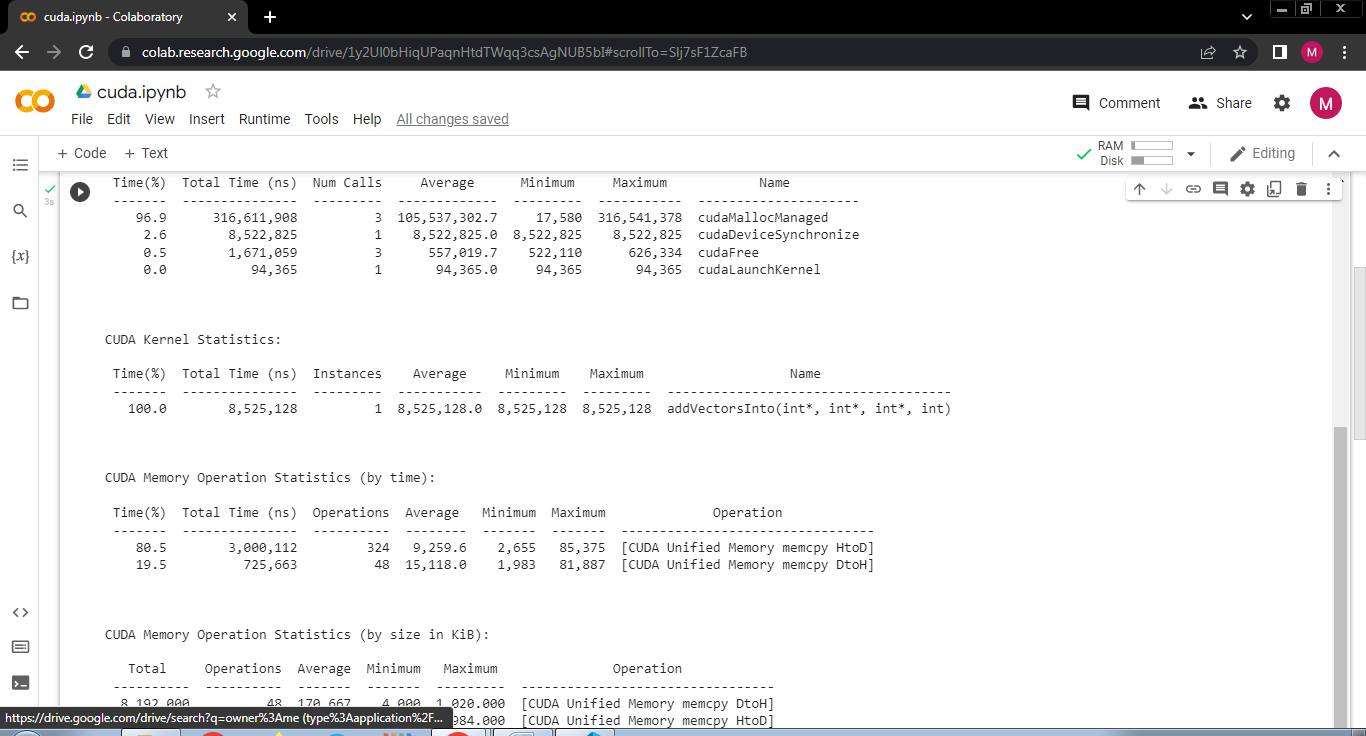 cuda.ipynb - Colaboratory
colab.research.google.com/drive/1y2UI0bHiqUPaqnHtdTWqq3csAgNUB5bI#scrollTo=Slj7sF1ZcaFB
M
cuda.ipynb
Comment Share M
File Edit View Insert Runtime Tools Help All changes saved
+ Code + Text RAM Disk Editing
3s
{x}
Time(%) Total Time (ns) Num Calls Average Minimum Maximum Name
------- --------------- --------- ------------- --------- ----------- ---------------------
96.9 316,611,908 3 105,537,302.7 17,580 316,541,378 cudaMallocManaged
2.6 8,522,825 1 8,522,825.0 8,522,825 8,522,825 cudaDeviceSynchronize
0.5 1,671,059 3 557,019.7 522,110 626,334 cudaFree
0.0 94,365 1 94,365.0 94,365 94,365 cudaLaunchKernel
CUDA Kernel Statistics:
Time(%) Total Time (ns) Instances Average Minimum Maximum Name
------- --------------- --------- ----------- --------- --------- -------------------------------------
100.0 8,525,128 1 8,525,128.0 8,525,128 8,525,128 addVectorsInto(int*, int*, int*, int)
CUDA Memory Operation Statistics (by time):
Time(%) Total Time (ns) Operations Average Minimum Maximum Operation
------- --------------- ---------- -------- ------- ------- ---------------------------------
80.5 3,000,112 324 9,259.6 2,655 85,375 [CUDA Unified Memory memcpy HtoD]
19.5 725,663 48 15,118.0 1,983 81,887 [CUDA Unified Memory memcpy DtoH]
CUDA Memory Operation Statistics (by size in KiB):
Total Operations Average Minimum Maximum Operation
---------- ---------- ------- ------- --------- ---------------------------------
8,192.000 48 170.667 4.000 1,020.000 [CUDA Unified Memory memcpy DtoH]
984.000 [CUDA Unified Memory memcpy HtoD]
https://drive.google.com/drive/search?q=owner%3Ame (type%3Aapplication%2F...